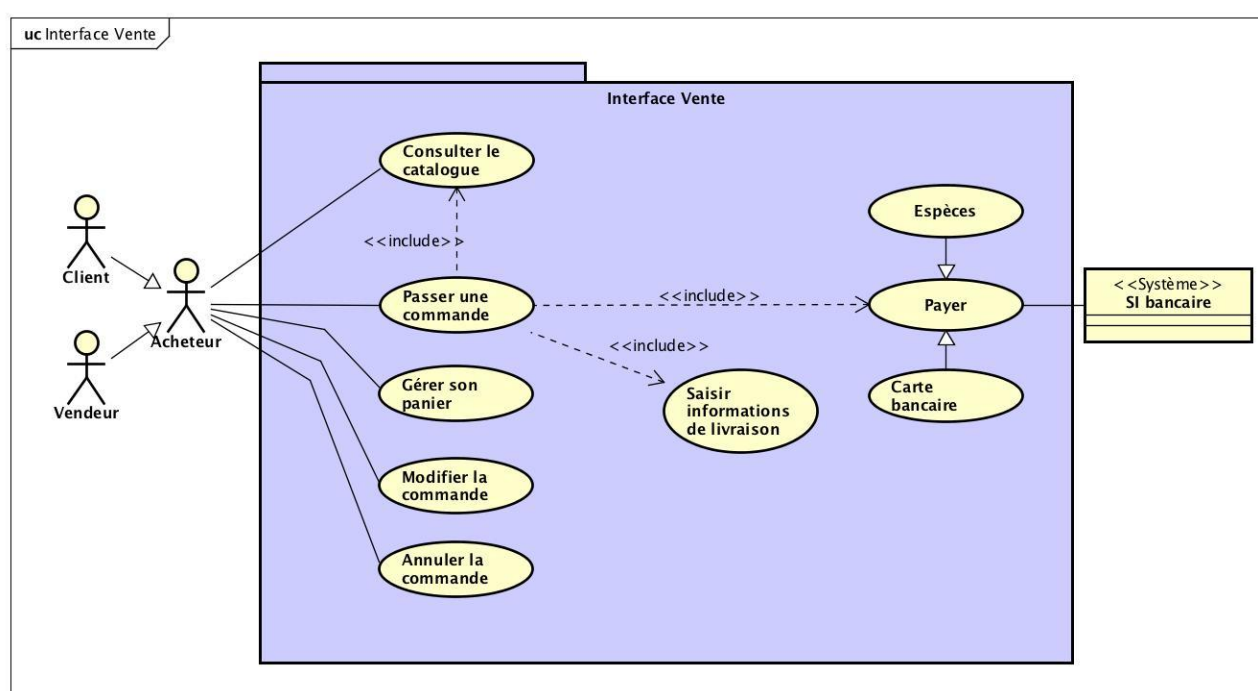 uc Interface Vente
Interface Vente
Consulter le
catalogue
<<include>>
Client
Acheteur
Vendeur
Passer une
commande
<<include>>
<<include>>
Espèces
Payer
<<Système>>
SI bancaire
Carte
bancaire
Saisir
informations
de livraison
Gérer son
panier
Modifier la
commande
Annuler la
commande